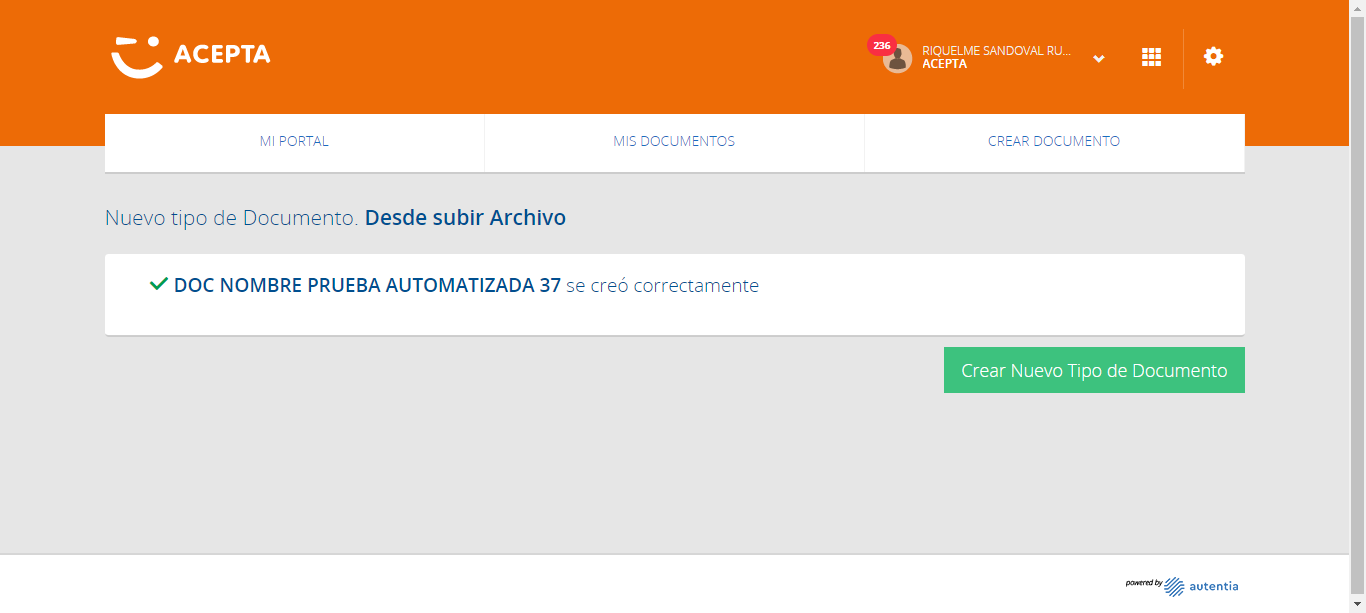 ACEPTA
236
RIQUELME SANDOVAL RU...
ACEPTA
MI PORTAL
MIS DOCUMENTOS
CREAR DOCUMENTO
Nuevo tipo de Documento. Desde subir Archivo
DOC NOMBRE PRUEBA AUTOMATIZADA 37 se creó correctamente
Crear Nuevo Tipo de Documento
powered by autentia